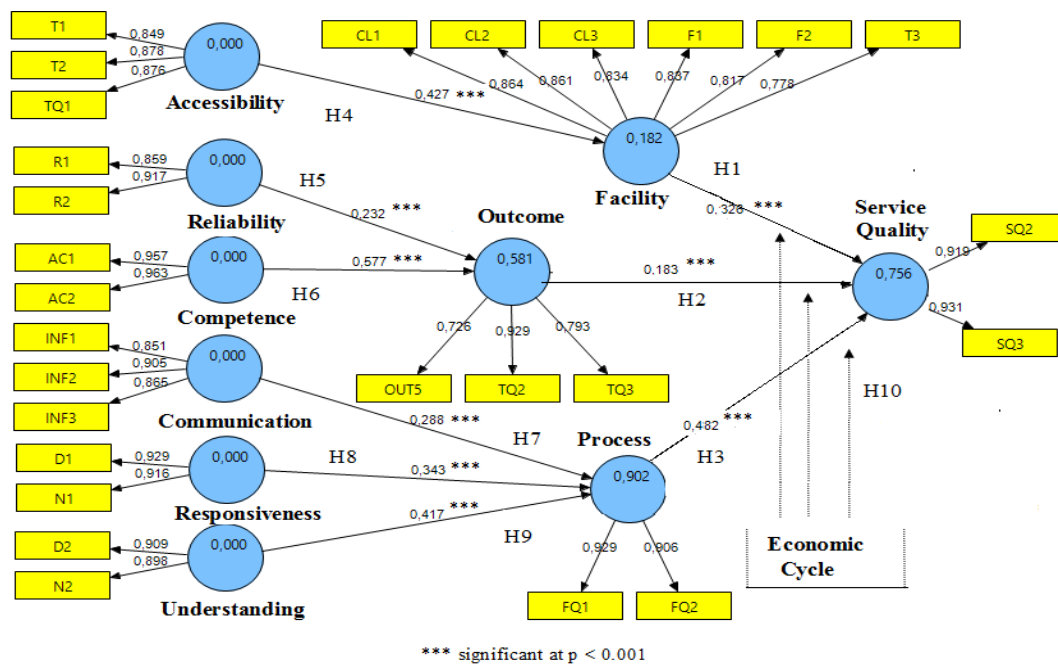 T1
0,849
T2
0,878
TQ1
0,876
0,000
Accessibility
CL1
CL2
CL3
F1
F2
T3
0,864
0,861
0,834
0,837
0,817
0,778
0,427 ***
H4
0,182
Facility
H1
0,326 ***
R1
0,859
R2
0,917
0,000
Reliability
H5
0,232 ***
Outcome
0,581
AC1
0,957
AC2
0,963
0,000
Competence
0,577 ***
H6
0,183 ***
H2
Service
Quality
0,756
SQ2
0,919
0,931
SQ3
0,726
0,929
0,793
OUT5
TQ2
TQ3
INF1
0,851
INF2
0,905
INF3
0,865
0,000
Communication
0,288 ***
H7
Process
0,902
0,482 ***
H3
H10
D1
0,929
N1
0,916
0,000
Responsiveness
H8
0,343 ***
D2
0,909
N2
0,898
0,000
Understanding
0,417 ***
H9
0,929
0,906
FQ1
FQ2
Economic
Cycle
*** significant at p < 0.001